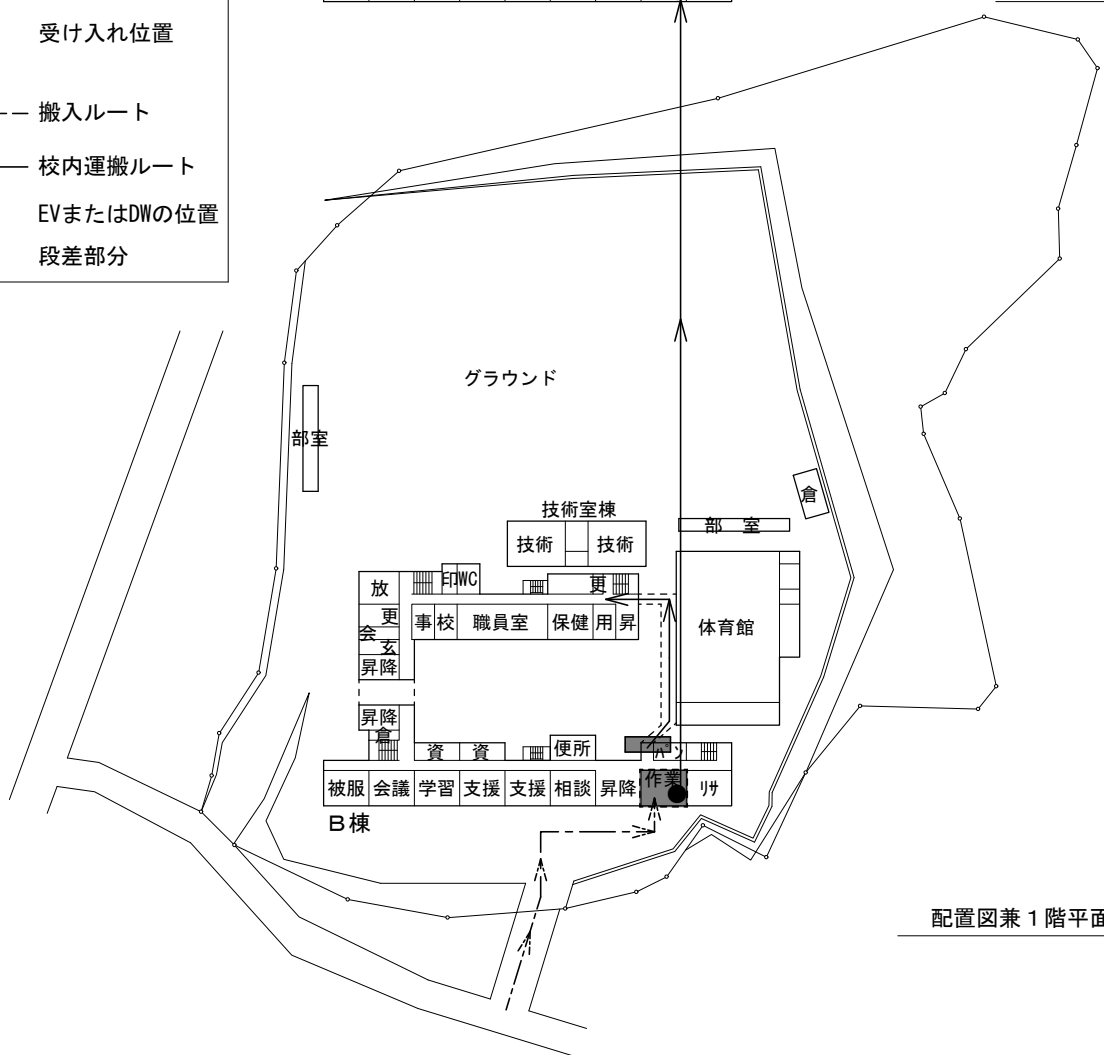 受け入れ位置
搬入ルート
校内運搬ルート
EVまたはDWの位置
段差部分
グラウンド
部室
倉
技術室棟
部 室
技術 技術
放 印 WC 更
更
会
玄
事 校 職員室 保健 用 昇
体育館
昇降
昇降
倉
資 資 便所 パン
被服 会議 学習 支援 支援 相談 昇降 作業 リサ
B棟
配置図兼1階平面